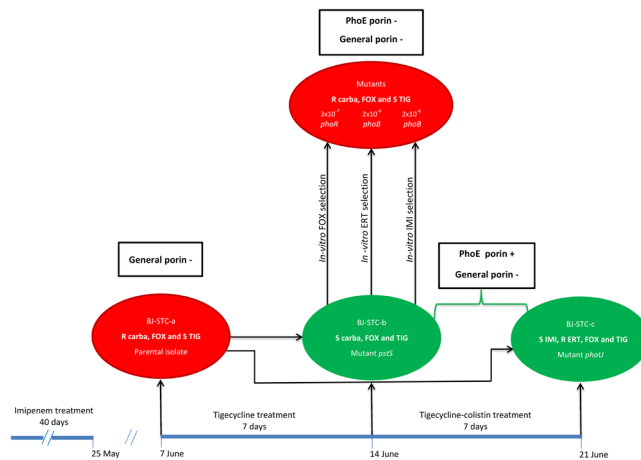 PhoE porin -
General porin -
Mutants
R carba, FOX and S TIG
3x10⁻⁷ 2x10⁻⁴ 2x10⁻⁶
phoR phoB phoB
In-vitro FOX selection
In -vitro ERT selection
In-vitro IMI selection
General porin -
PhoE porin +
General porin -
BJ-STC-a
R carba, FOX and S TIG
Parental isolate
BJ-STC-b
S carba, FOX and TIG
Mutant pstS
BJ-STC-c
S IMI, R ERT, FOX and TIG
Mutant phoU
Imipenem treatment
40 days
Tigecycline treatment
7 days
Tigecycline-colistin treatment
7 days
25 May
7 June
14 June
21 June